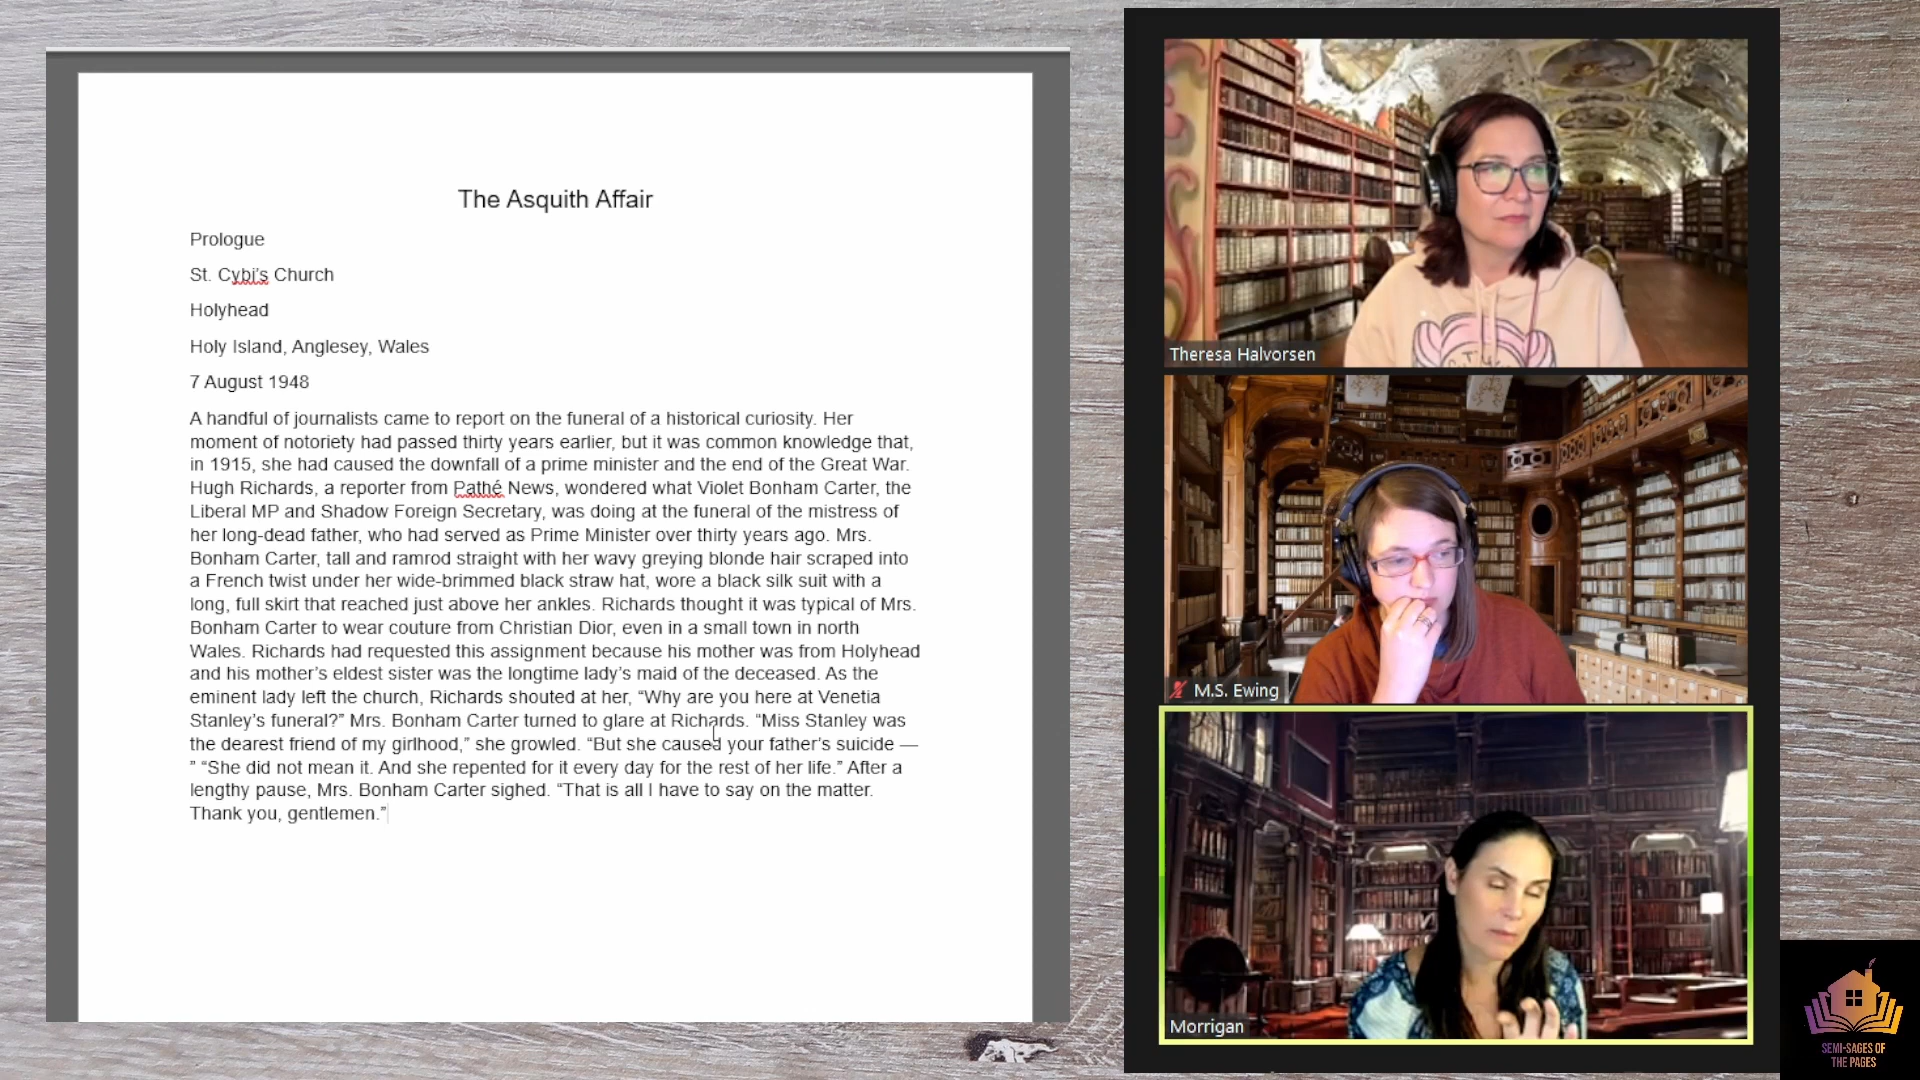 The Asquith Affair
Prologue
St. Cybi's Church
Holyhead
Holy Island, Anglesey, Wales
7 August 1948
A handful of journalists came to report on the funeral of a historical curiosity. Her
moment of notoriety had passed thirty years earlier, but it was common knowledge that,
in 1915, she had caused the downfall of a prime minister and the end of the Great War.
Hugh Richards, a reporter from Pathé News, wondered what Violet Bonham Carter, the
Liberal MP and Shadow Foreign Secretary, was doing at the funeral of the mistress of
her long-dead father, who had served as Prime Minister over thirty years ago. Mrs.
Bonham Carter, tall and ramrod straight with her wavy greying blonde hair scraped into
a French twist under her wide-brimmed black straw hat, wore a black silk suit with a
long, full skirt that reached just above her ankles. Richards thought it was typical of Mrs.
Bonham Carter to wear couture from Christian Dior, even in a small town in north
Wales. Richards had requested this assignment because his mother was from Holyhead
and his mother’s eldest sister was the longtime lady’s maid of the deceased. As the
eminent lady left the church, Richards shouted at her, “Why are you here at Venetia
Stanley’s funeral?” Mrs. Bonham Carter turned to glare at Richards. “Miss Stanley was
the dearest friend of my girlhood,” she growled. “But she caused your father’s suicide —
” “She did not mean it. And she repented for it every day for the rest of her life.” After a
lengthy pause, Mrs. Bonham Carter sighed. “That is all I have to say on the matter.
Thank you, gentlemen.”
Theresa Halvorsen
M.S. Ewing
Morrigan
SEMI-SAGES OF
THE PAGES